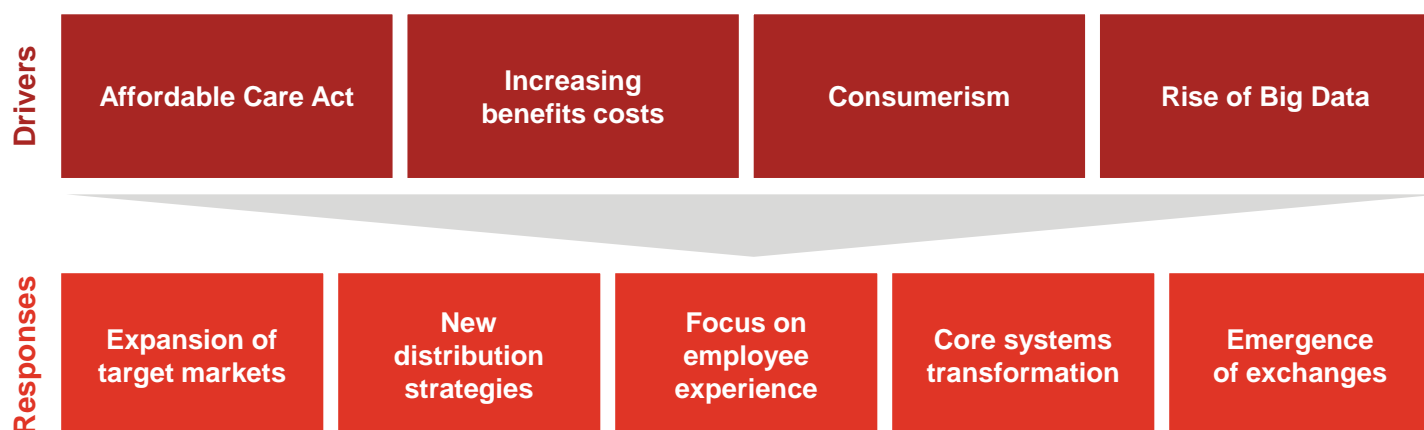 Drivers
Affordable Care Act
Increasing
benefits costs
Consumerism
Rise of Big Data
Responses
Expansion of
target markets
New
distribution
strategies
Focus on
employee
experience
Core systems
transformation
Emergence
of exchanges